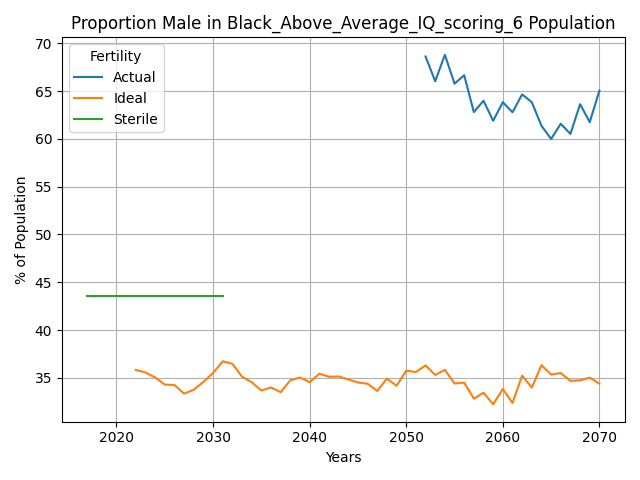 Proportion Male in Black_Above_Average_IQ_scoring_6 Population
Fertility
Actual
Ideal
Sterile
% of Population
70
65
60
55
50
45
40
35
2020 2030 2040 2050 2060 2070
Years